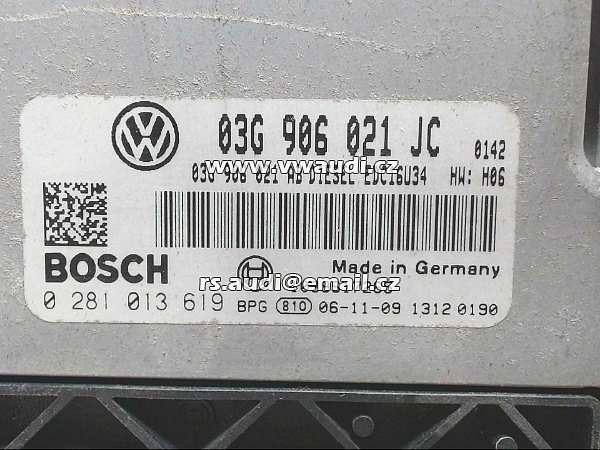 03G 906 021 JC 0142
www.vwaudi.cz
03G 906 021 AB DIESEL EDC16U34 HW: H06
BOSCH
Made in Germany
rs.audi@email.cz
0 281 013 619 BPG 810 06-11-09 1312 0190